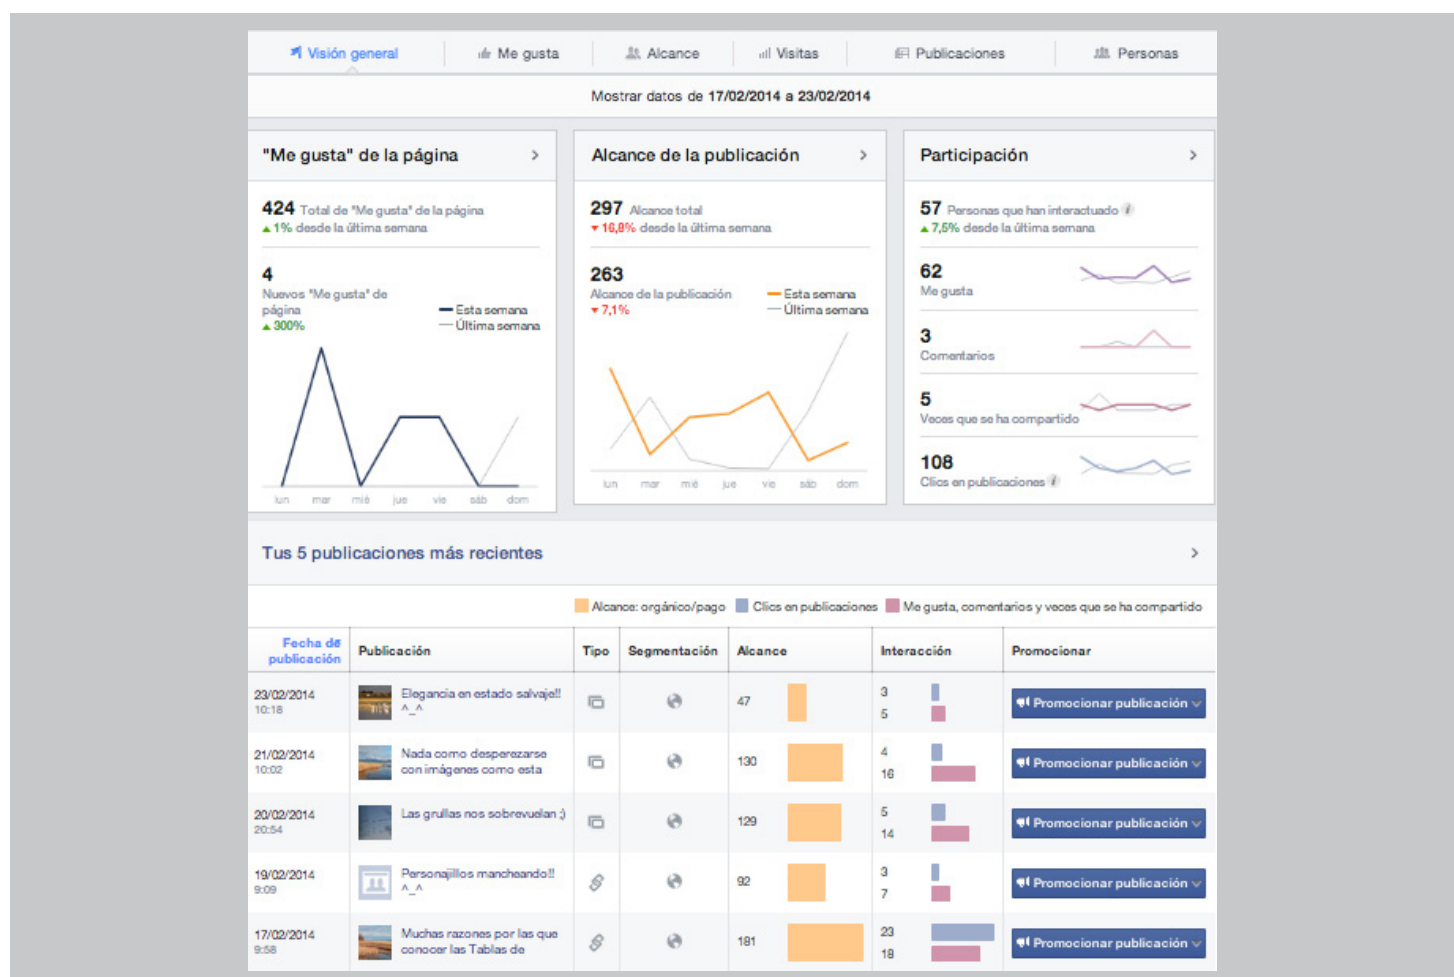 Visión general
Me gusta
Alcance
Visitas
Publicaciones
Personas
Mostrar datos de 17/02/2014 a 23/02/2014
"Me gusta" de la página
424 Total de "Me gusta" de la página
1% desde la última semana
4
Nuevos "Me gusta" de
página
300%
Esta semana
Última semana
lun mar mié jue vie sáb dom
Alcance de la publicación
297 Alcance total
16,8% desde la última semana
263
Alcance de la publicación
7,1%
Esta semana
Última semana
lun mar mié jue vie sáb dom
Participación
57 Personas que han interactuado i
7,5% desde la última semana
62
Me gusta
3
Comentarios
5
Veces que se ha compartido
108
Clics en publicaciones i
Tus 5 publicaciones más recientes
Alcance: orgánico/pago Clics en publicaciones Me gusta, comentarios y veces que se ha compartido
Fecha de
publicación
Publicación
Tipo
Segmentación
Alcance
Interacción
Promocionar
23/02/2014
10:18
Elegancia en estado salvaje!!
^_^
47
3
5
Promocionar publicación
21/02/2014
10:02
Nada como desperezarse
con imágenes como esta
130
4
16
Promocionar publicación
20/02/2014
20:54
Las grullas nos sobrevuelan ;)
129
5
14
Promocionar publicación
19/02/2014
9:09
Personajillos mancheando!!
^_^
92
3
7
Promocionar publicación
17/02/2014
9:58
Muchas razones por las que
conocer las Tablas de
181
23
18
Promocionar publicación